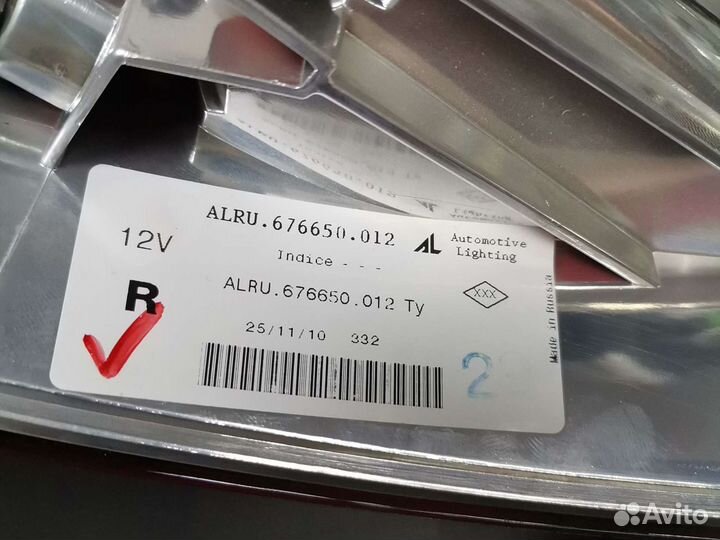 ALRU.676650.012
12V
AL Automotive
Lighting
Indice - - -
R
ALRU.676650.012 Ty
XXX
25/11/10 332
2
Made in Russia
Avito